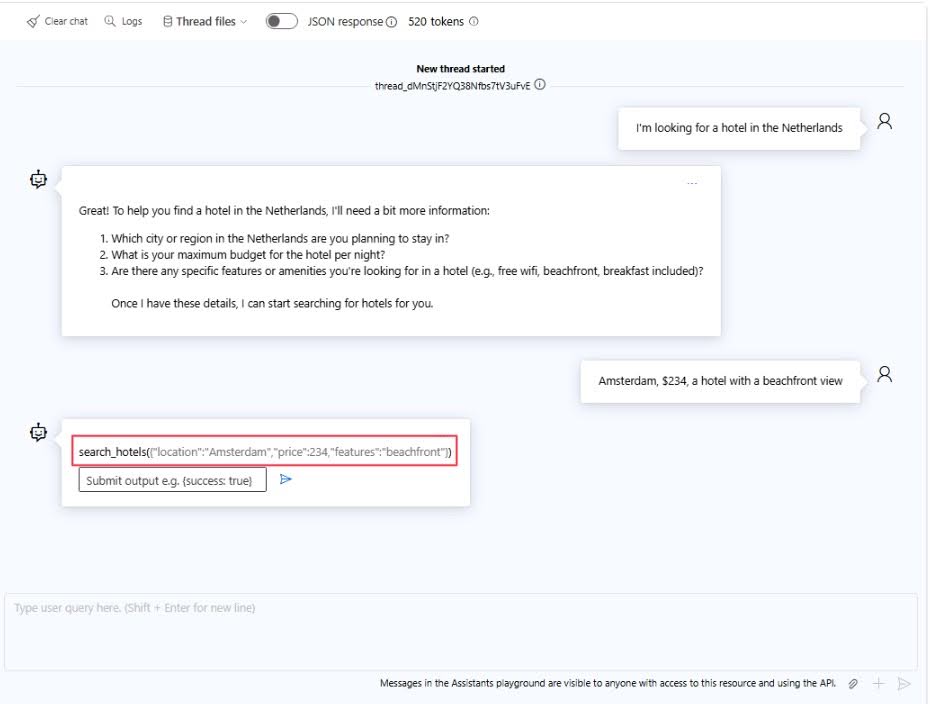 Clear chat Logs Thread files JSON response 520 tokens
New thread started
thread_dMnStjF2YQ38Nfbs7tV3uFvE
I'm looking for a hotel in the Netherlands
...
Great! To help you find a hotel in the Netherlands, I'll need a bit more information:
1. Which city or region in the Netherlands are you planning to stay in?
2. What is your maximum budget for the hotel per night?
3. Are there any specific features or amenities you're looking for in a hotel (e.g., free wifi, beachfront, breakfast included)?
Once I have these details, I can start searching for hotels for you.
Amsterdam, $234, a hotel with a beachfront view
search_hotels({"location":"Amsterdam","price":234,"features":"beachfront"})
Submit output e.g. {success: true}
Type user query here. (Shift + Enter for new line)
Messages in the Assistants playground are visible to anyone with access to this resource and using the API.